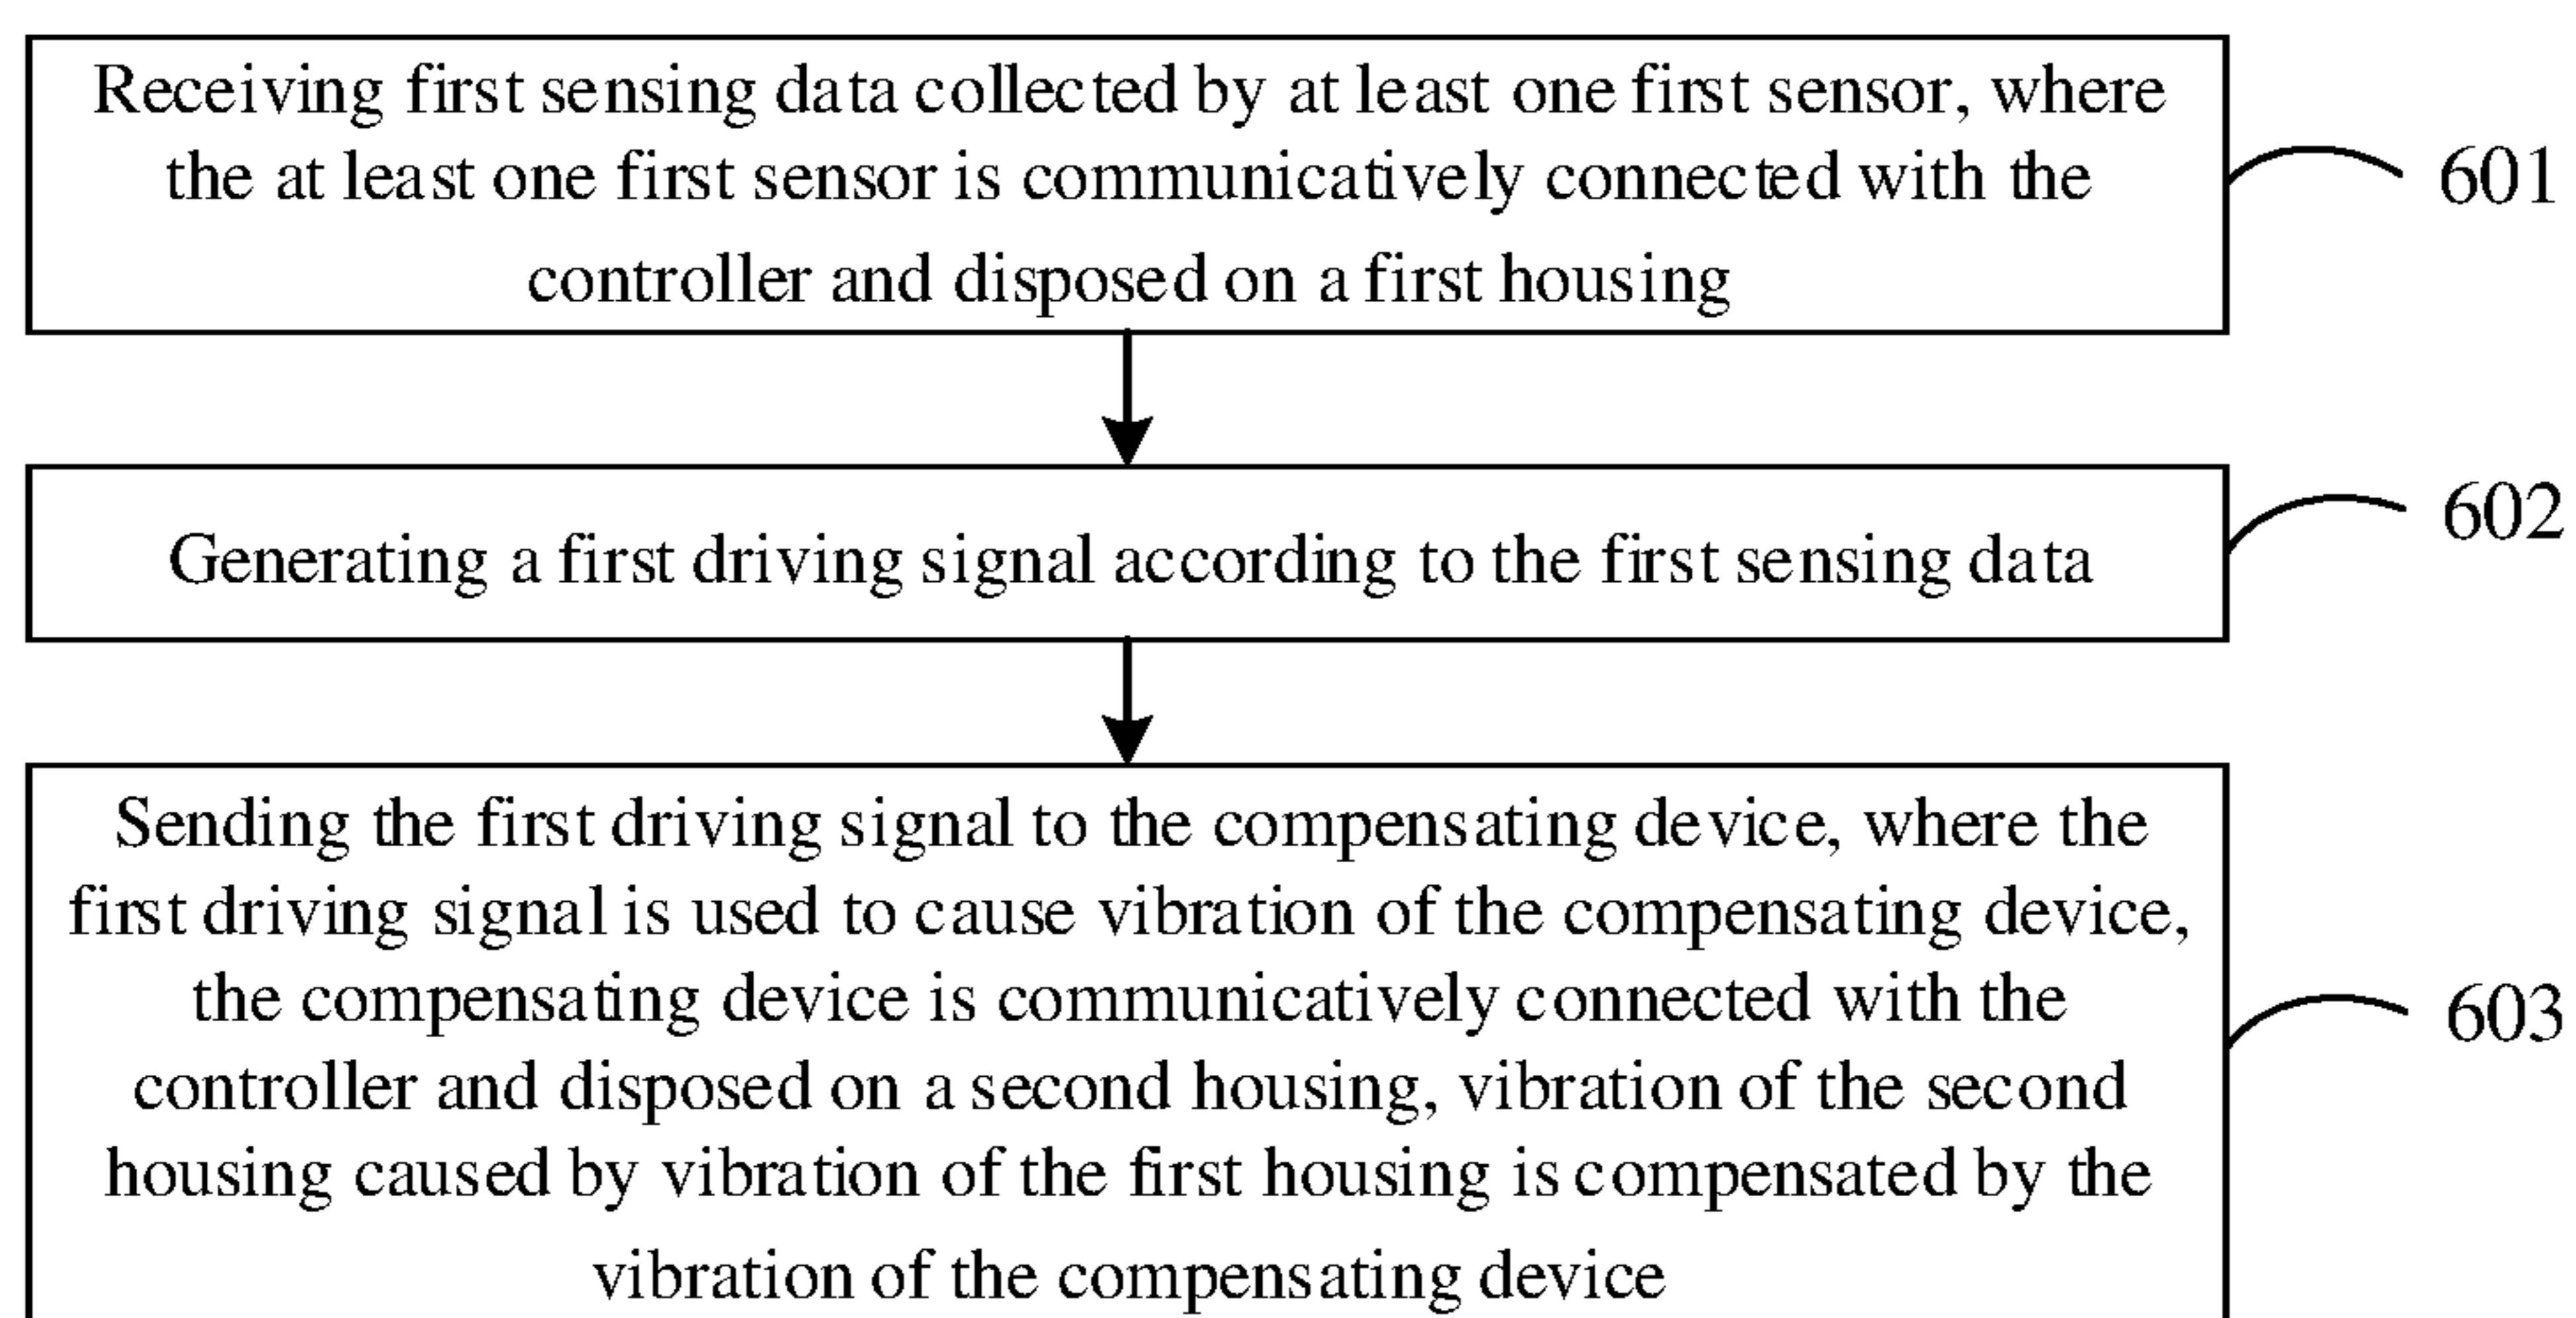 Receiving first sensing data collected by at least one first sensor, where
the at least one first sensor is communicatively connected with the
controller and disposed on a first housing
601
Generating a first driving signal according to the first sensing data
602
Sending the first driving signal to the compensating device, where the
first driving signal is used to cause vibration of the compensating device,
the compensating device is communicatively connected with the
controller and disposed on a second housing, vibration of the second
housing caused by vibration of the first housing is compensated by the
vibration of the compensating device
603